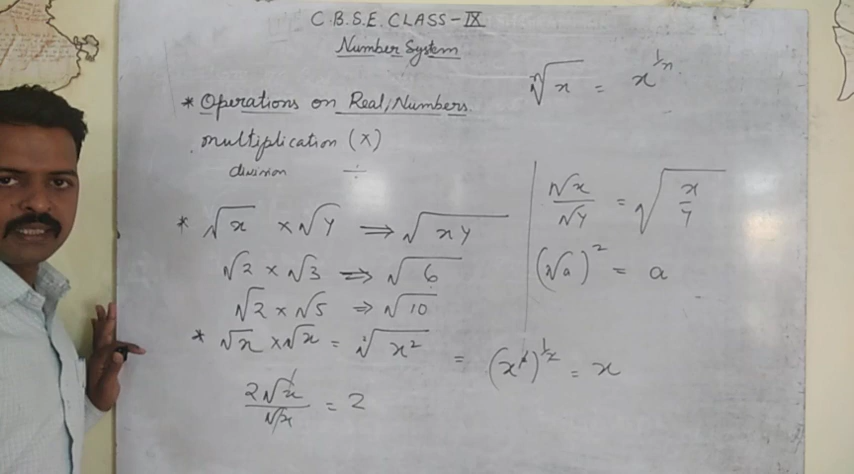 C.B.S.E. CLASS-IX
Number System
ⁿ√x = x^(1/n)
* Operations on Real Numbers
multiplication (×)
division ÷
* √x × √y ⇒ √xy
√2 × √3 ⇒ √6
√2 × √5 ⇒ √10
* √x × √x = ²√x² = (x²)^(1/2) = x
2√x/√x = 2
√x/√y = √(x/y)
(√a)² = a